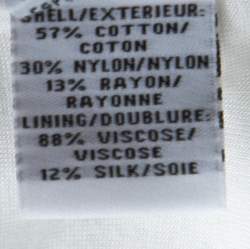 SHELL/EXTERIEUR:
57% COTTON/
COTON
30% NYLON/NYLON
13% RAYON/
RAYONNE
LINING/DOUBLURE:
88% VISCOSE/
VISCOSE
12% SILK/SOIE